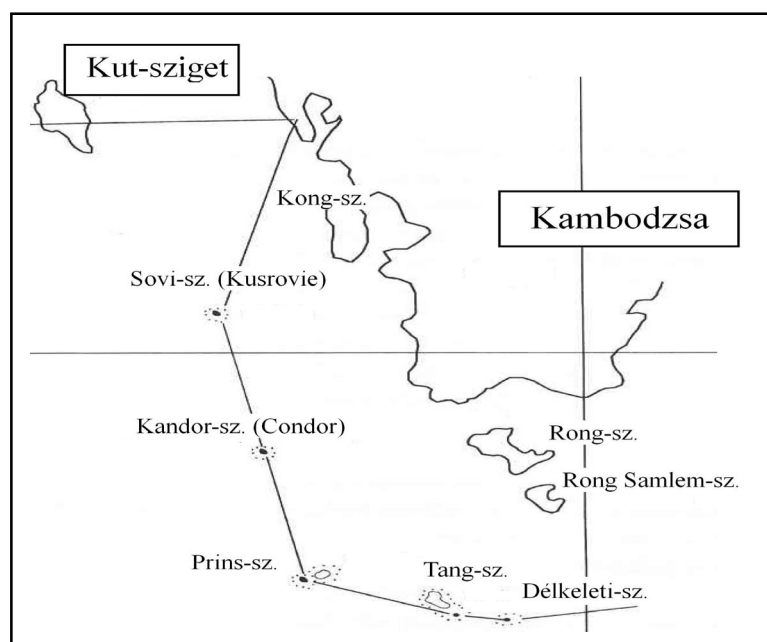 Kut-sziget
Kong-sz.
Kambodzsa
Sovi-sz. (Kusrovie)
Kandor-sz. (Condor)
Rong-sz.
Rong Samlem-sz.
Prins-sz.
Tang-sz.
Délkeleti-sz.